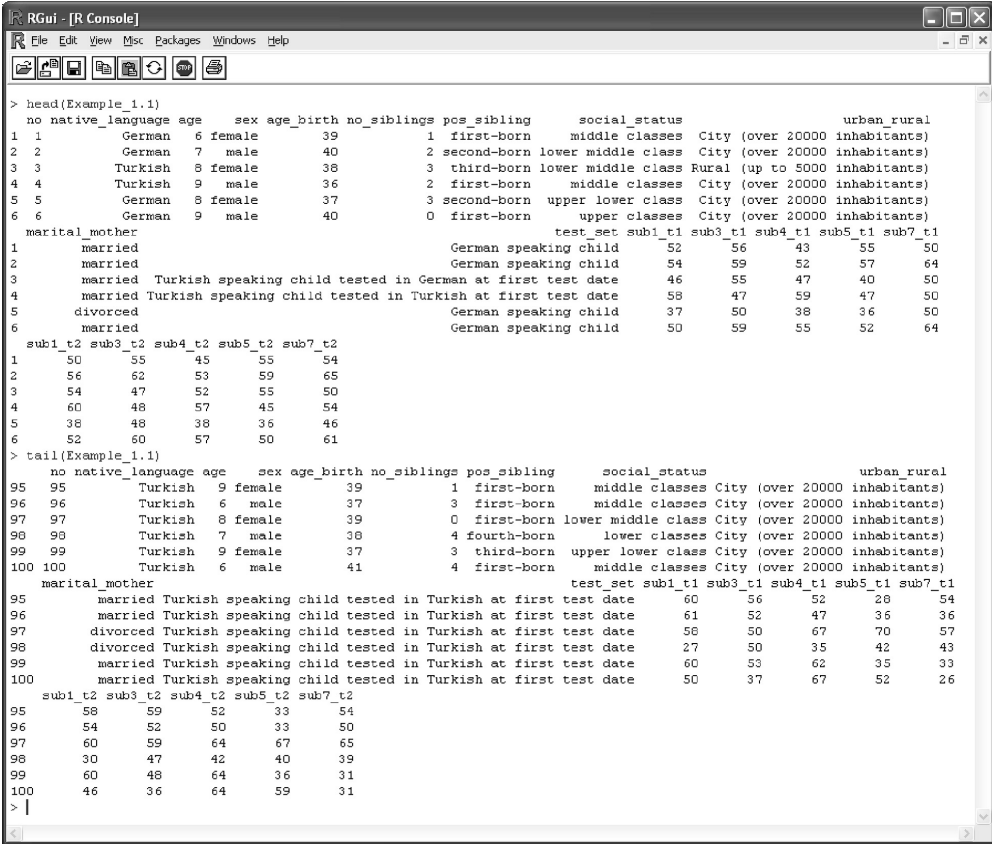 RGui - [R Console]
File Edit View Misc Packages Windows Help
STOP
> head(Example_1.1)
no native_language age sex age_birth no_siblings pos_sibling social_status urban_rural
1 1 German 6 female 39 1 first-born middle classes City (over 20000 inhabitants)
2 2 German 7 male 40 2 second-born lower middle class City (over 20000 inhabitants)
3 3 Turkish 8 female 38 3 third-born lower middle class Rural (up to 5000 inhabitants)
4 4 Turkish 9 male 36 2 first-born middle classes City (over 20000 inhabitants)
5 5 German 8 female 37 3 second-born upper lower class City (over 20000 inhabitants)
6 6 German 9 male 40 0 first-born upper classes City (over 20000 inhabitants)
marital_mother test_set sub1_t1 sub3_t1 sub4_t1 sub5_t1 sub7_t1
1 married German speaking child 52 56 43 55 50
2 married German speaking child 54 59 52 57 64
3 married Turkish speaking child tested in German at first test date 46 55 47 40 50
4 married Turkish speaking child tested in Turkish at first test date 58 47 59 47 50
5 divorced German speaking child 37 50 38 36 50
6 married German speaking child 50 59 55 52 64
sub1_t2 sub3_t2 sub4_t2 sub5_t2 sub7_t2
1 50 55 45 55 54
2 56 62 53 59 65
3 54 47 52 55 50
4 60 48 57 45 54
5 38 48 38 36 46
6 52 60 57 50 61
> tail(Example_1.1)
no native_language age sex age_birth no_siblings pos_sibling social_status urban_rural
95 95 Turkish 9 female 39 1 first-born middle classes City (over 20000 inhabitants)
96 96 Turkish 6 male 37 3 first-born middle classes City (over 20000 inhabitants)
97 97 Turkish 8 female 39 0 first-born lower middle class City (over 20000 inhabitants)
98 98 Turkish 7 male 38 4 fourth-born lower classes City (over 20000 inhabitants)
99 99 Turkish 9 female 37 3 third-born upper lower class City (over 20000 inhabitants)
100 100 Turkish 6 male 41 4 first-born middle classes City (over 20000 inhabitants)
marital_mother test_set sub1_t1 sub3_t1 sub4_t1 sub5_t1 sub7_t1
95 married Turkish speaking child tested in Turkish at first test date 60 56 52 28 54
96 married Turkish speaking child tested in Turkish at first test date 61 52 47 36 36
97 divorced Turkish speaking child tested in Turkish at first test date 58 50 67 70 57
98 divorced Turkish speaking child tested in Turkish at first test date 27 50 35 42 43
99 married Turkish speaking child tested in Turkish at first test date 60 53 62 35 33
100 married Turkish speaking child tested in Turkish at first test date 50 37 67 52 26
sub1_t2 sub3_t2 sub4_t2 sub5_t2 sub7_t2
95 58 59 52 33 54
96 54 52 50 33 50
97 60 59 64 67 65
98 30 47 42 40 39
99 60 48 64 36 31
100 46 36 64 59 31
> |